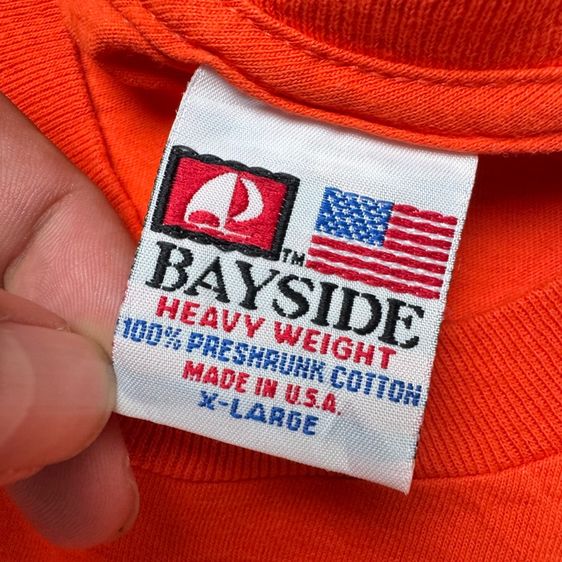 ™
BAYSIDE
HEAVY WEIGHT
100% PRESHRUNK COTTON
MADE IN U.S.A.
X-LARGE